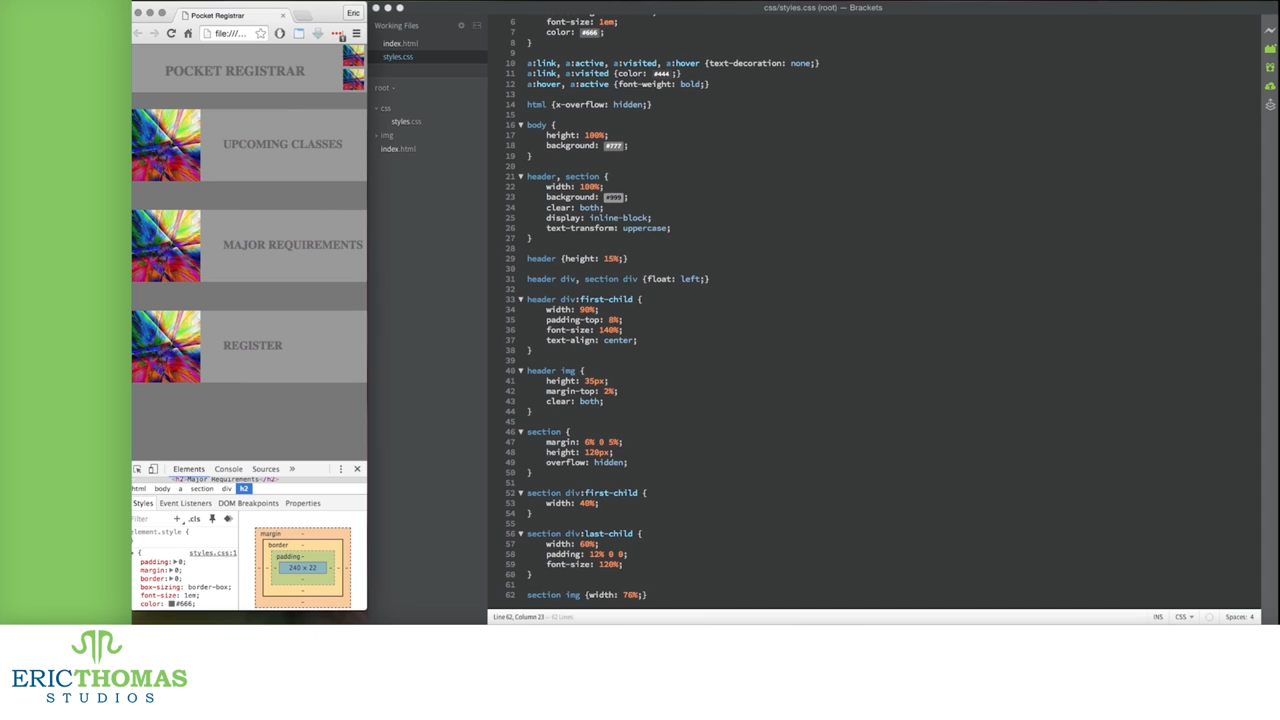 css/styles.css (root) — Brackets
Pocket Registrar
Eric
file:///...
POCKET REGISTRAR
UPCOMING CLASSES
MAJOR REQUIREMENTS
REGISTER
Elements Console Sources »
<h2>Major Requirements</h2>
html body a section div h2
Styles Event Listeners DOM Breakpoints Properties
Filter + .cls
element.style {
{ styles.css:1
padding: 0;
margin: 0;
border: 0;
box-sizing: border-box;
font-size: 1em;
color: #666;
margin -
border -
padding -
240 × 22
Working Files
index.html
styles.css
root
css
styles.css
img
index.html
6 font-size: 1em;
7 color: #666;
8 }
9
10 a:link, a:active, a:visited, a:hover {text-decoration: none;}
11 a:link, a:visited {color: #444;}
12 a:hover, a:active {font-weight: bold;}
13
14 html {x-overflow: hidden;}
15
16 body {
17 height: 100%;
18 background: #777;
19 }
20
21 header, section {
22 width: 100%;
23 background: #999;
24 clear: both;
25 display: inline-block;
26 text-transform: uppercase;
27 }
28
29 header {height: 15%;}
30
31 header div, section div {float: left;}
32
33 header div:first-child {
34 width: 90%;
35 padding-top: 8%;
36 font-size: 140%;
37 text-align: center;
38 }
39
40 header img {
41 height: 35px;
42 margin-top: 2%;
43 clear: both;
44 }
45
46 section {
47 margin: 6% 0 5%;
48 height: 120px;
49 overflow: hidden;
50 }
51
52 section div:first-child {
53 width: 40%;
54 }
55
56 section div:last-child {
57 width: 60%;
58 padding: 12% 0 0;
59 font-size: 120%;
60 }
61
62 section img {width: 76%;}
Line 62, Column 23 — 62 Lines
INS CSS Spaces: 4
ERICTHOMAS
STUDIOS